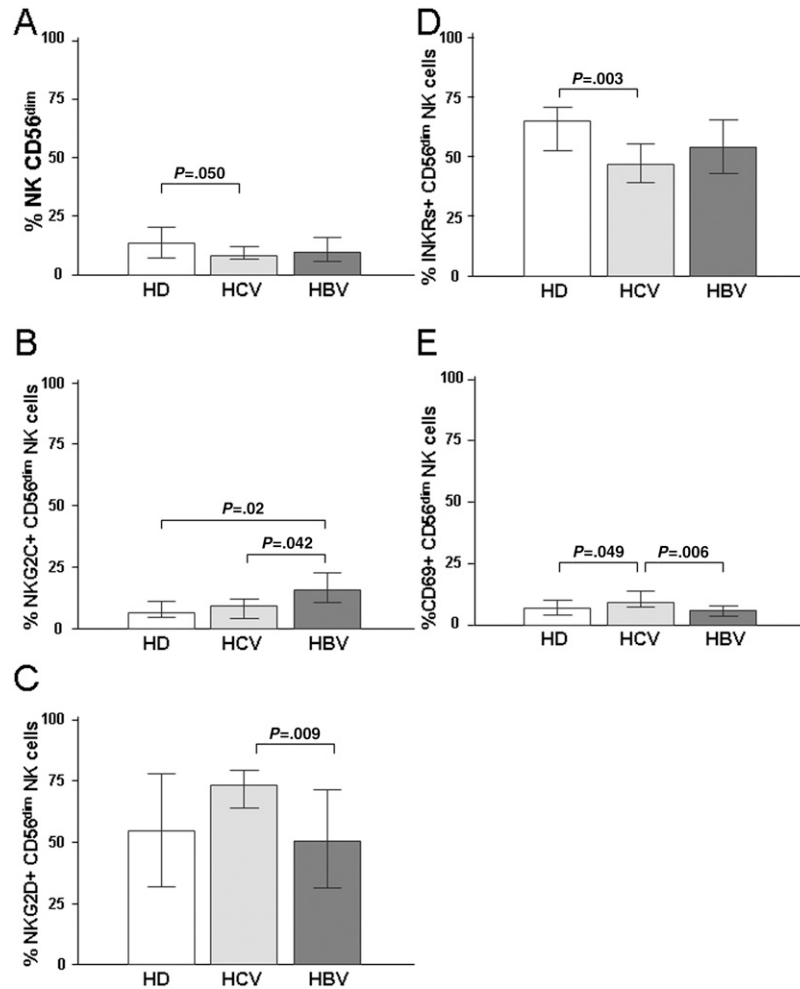 A
100
75
50
25
0
% NK CD56dim
P=.050
HD HCV HBV
B
100
75
50
25
0
% NKG2C+ CD56dim NK cells
P=.02
P=.042
HD HCV HBV
C
100
75
50
25
0
% NKG2D+ CD56dim NK cells
P=.009
HD HCV HBV
D
100
75
50
25
0
% INKRs+ CD56dim NK cells
P=.003
HD HCV HBV
E
100
75
50
25
0
%CD69+ CD56dim NK cells
P=.049 P=.006
HD HCV HBV